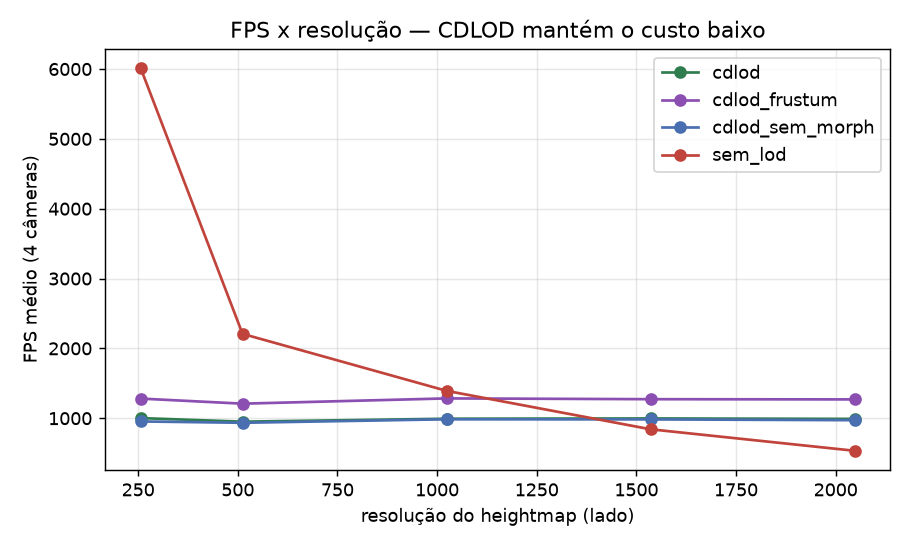 FPS x resolução — CDLOD mantém o custo baixo
FPS médio (4 câmeras)
6000
5000
4000
3000
2000
1000
cdlod
cdlod_frustum
cdlod_sem_morph
sem_lod
250
500
750
1000
1250
1500
1750
2000
resolução do heightmap (lado)